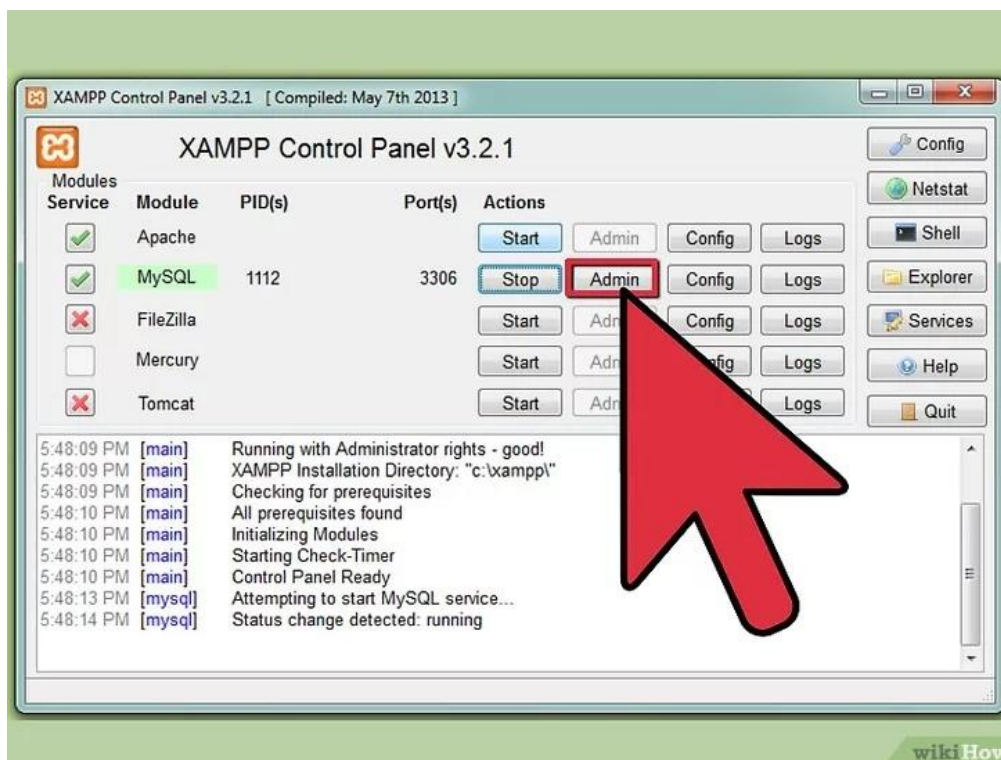 XAMPP Control Panel v3.2.1 [ Compiled: May 7th 2013 ]
XAMPP Control Panel v3.2.1
Config
Modules
Service Module PID(s) Port(s) Actions
Netstat
Apache Start Admin Config Logs
Shell
MySQL 1112 3306 Stop Admin Config Logs
Explorer
FileZilla Start Config Logs
Services
Mercury Start Logs
Help
Tomcat Start Logs
Quit
5:48:09 PM [main] Running with Administrator rights - good!
5:48:09 PM [main] XAMPP Installation Directory: "c:\xampp\"
5:48:09 PM [main] Checking for prerequisites
5:48:10 PM [main] All prerequisites found
5:48:10 PM [main] Initializing Modules
5:48:10 PM [main] Starting Check-Timer
5:48:10 PM [main] Control Panel Ready
5:48:13 PM [mysql] Attempting to start MySQL service...
5:48:14 PM [mysql] Status change detected: running
wikiHow